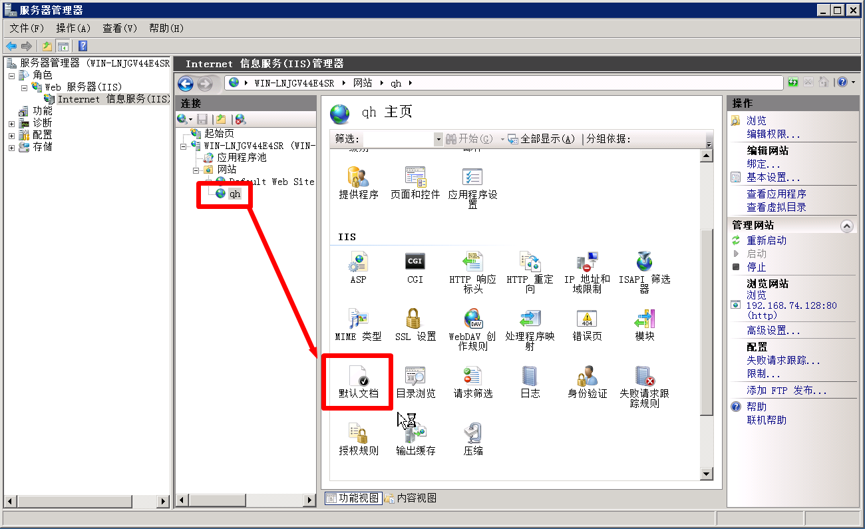 服务器管理器
文件(F) 操作(A) 查看(V) 帮助(H)
服务器管理器 (WIN-LNJGV44E4SR
角色
Web 服务器(IIS)
Internet 信息服务(IIS)
功能
诊断
配置
存储
Internet 信息服务(IIS)管理器
WIN-LNJGV44E4SR 网站 qh
连接
起始页
WIN-LNJGV44E4SR (WIN-
应用程序池
网站
Default Web Site
qh
qh 主页
筛选: 开始(G) 全部显示(A) 分组依据:
提供程序 页面和控件 应用程序设
置
IIS
ASP CGI HTTP 响应 HTTP 重定 IP 地址和 ISAPI 筛选
标头 向 域限制 器
MIME 类型 SSL 设置 WebDAV 创 处理程序映 错误页 模块
作规则 射
默认文档 目录浏览 请求筛选 日志 身份验证 失败请求跟
踪规则
授权规则 输出缓存 压缩
功能视图 内容视图
操作
浏览
编辑权限...
编辑网站
绑定...
基本设置...
查看应用程序
查看虚拟目录
管理网站
重新启动
启动
停止
浏览网站
浏览
192.168.74.128:80
(http)
高级设置...
配置
失败请求跟踪...
限制...
添加 FTP 发布...
帮助
联机帮助